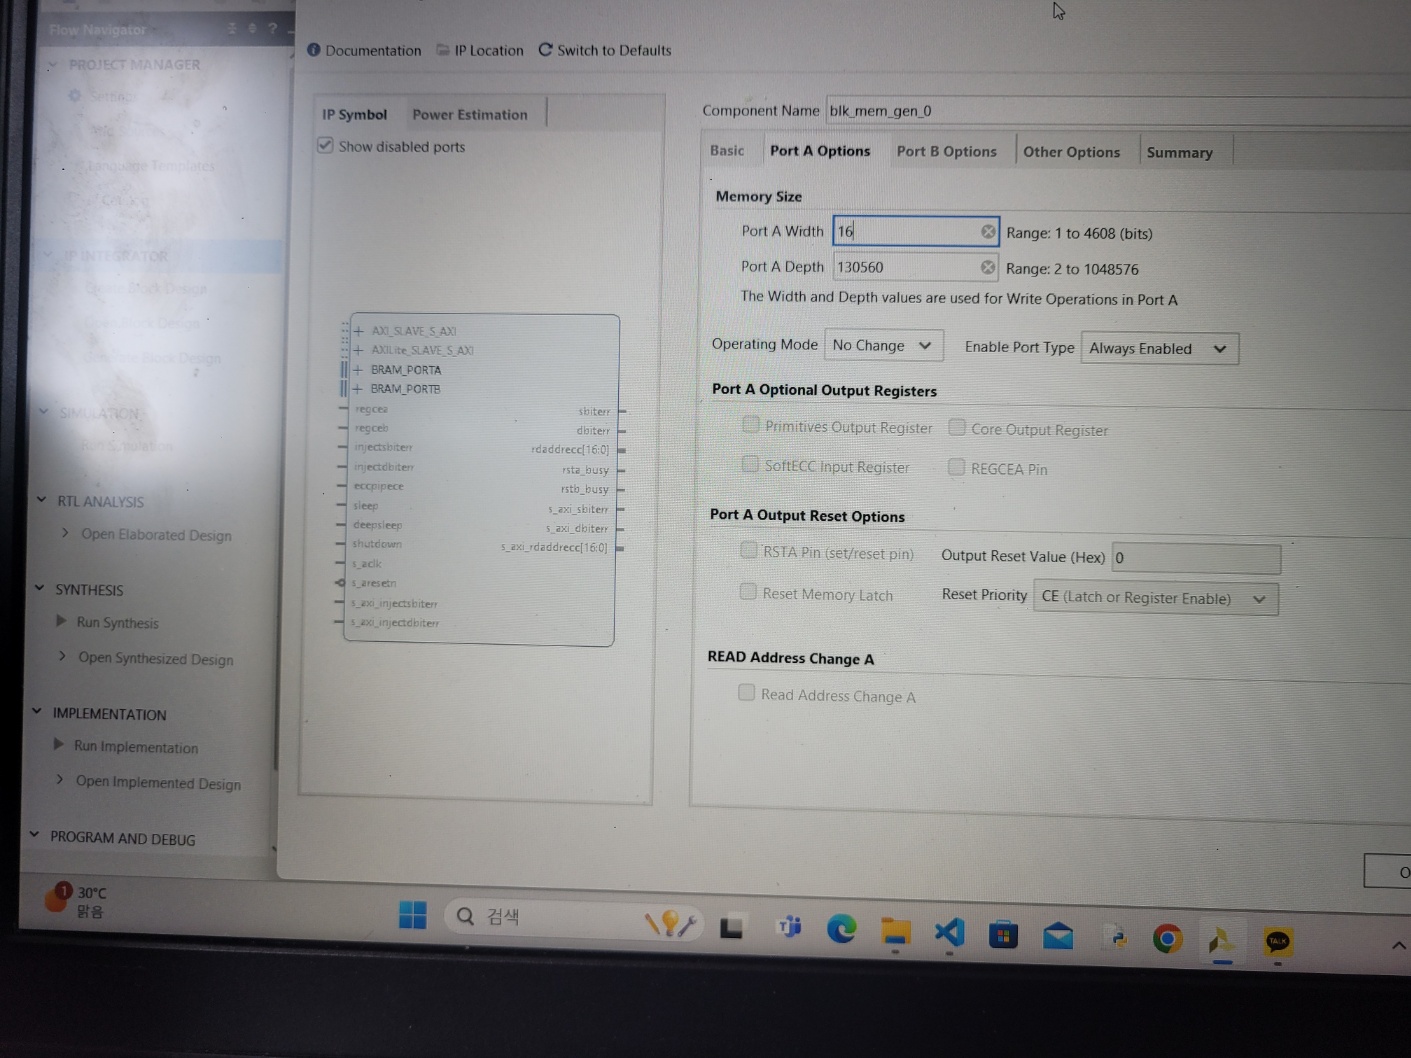 Flow Navigator
?
PROJECT MANAGER
Settings
Language Templates
IP INTEGRATOR
Create Block Design
Open Block Design
Generate Block Design
SIMULATION
Run Simulation
RTL ANALYSIS
Open Elaborated Design
SYNTHESIS
Run Synthesis
Open Synthesized Design
IMPLEMENTATION
Run Implementation
Open Implemented Design
PROGRAM AND DEBUG
Documentation IP Location Switch to Defaults
IP Symbol Power Estimation
Show disabled ports
AXI_SLAVE_S_AXI
AXILite_SLAVE_S_AXI
BRAM_PORTA
BRAM_PORTB
regcea
regceb
injectsbiterr
injectdbiterr
eccpipece
sleep
deepsleep
shutdown
s_aclk
s_aresetn
s_axi_injectsbiterr
s_axi_injectdbiterr
sbiterr
dbiterr
rdaddrecc[16:0]
rsta_busy
rstb_busy
s_axi_sbiterr
s_axi_dbiterr
s_axi_rdaddrecc[16:0]
Component Name blk_mem_gen_0
Basic Port A Options Port B Options Other Options Summary
Memory Size
Port A Width 16 Range: 1 to 4608 (bits)
Port A Depth 130560 Range: 2 to 1048576
The Width and Depth values are used for Write Operations in Port A
Operating Mode No Change Enable Port Type Always Enabled
Port A Optional Output Registers
Primitives Output Register Core Output Register
SoftECC Input Register REGCEA Pin
Port A Output Reset Options
RSTA Pin (set/reset pin) Output Reset Value (Hex) 0
Reset Memory Latch Reset Priority CE (Latch or Register Enable)
READ Address Change A
Read Address Change A
1 30°C
맑음
검색
TALK